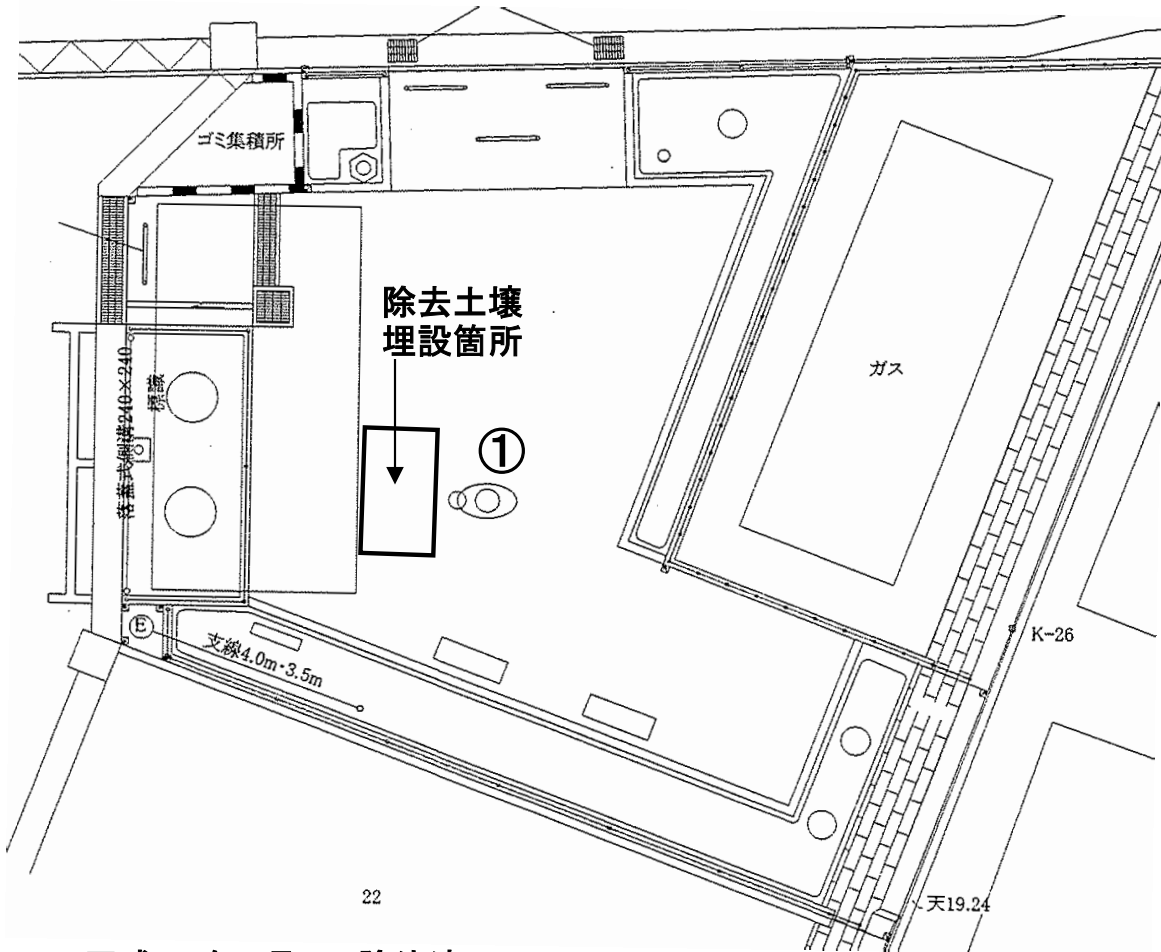 ゴミ集積所
除去土壌
埋設箇所
ガス
標識
落蓋式側溝240×240
①
K-26
E
支線4.0m・3.5m
22
天19.24